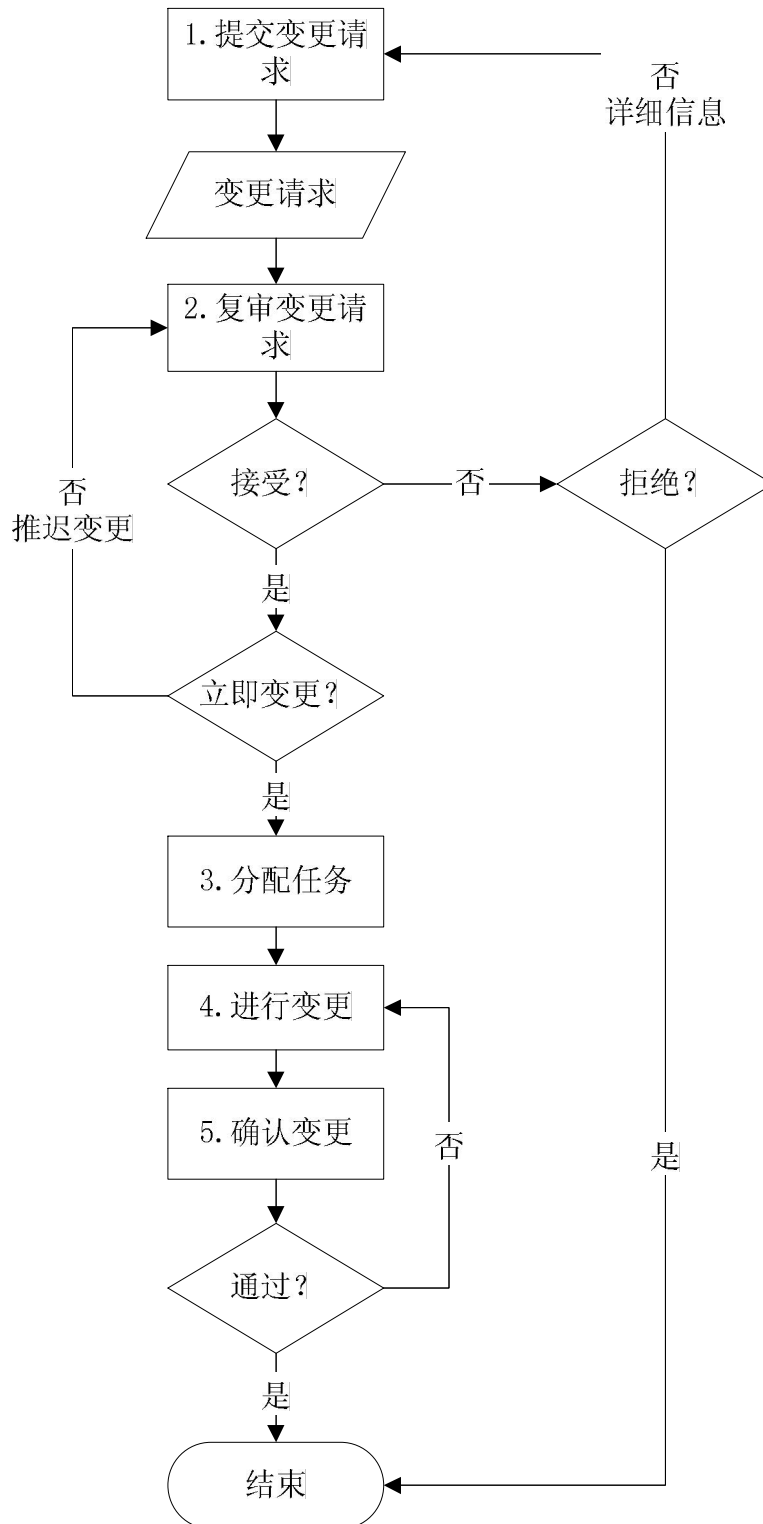 1.提交变更请
求
否
详细信息
变更请求
2.复审变更请
求
接受?
否
拒绝?
否
推迟变更
是
立即变更?
是
3.分配任务
4.进行变更
5.确认变更
否
是
通过?
是
结束